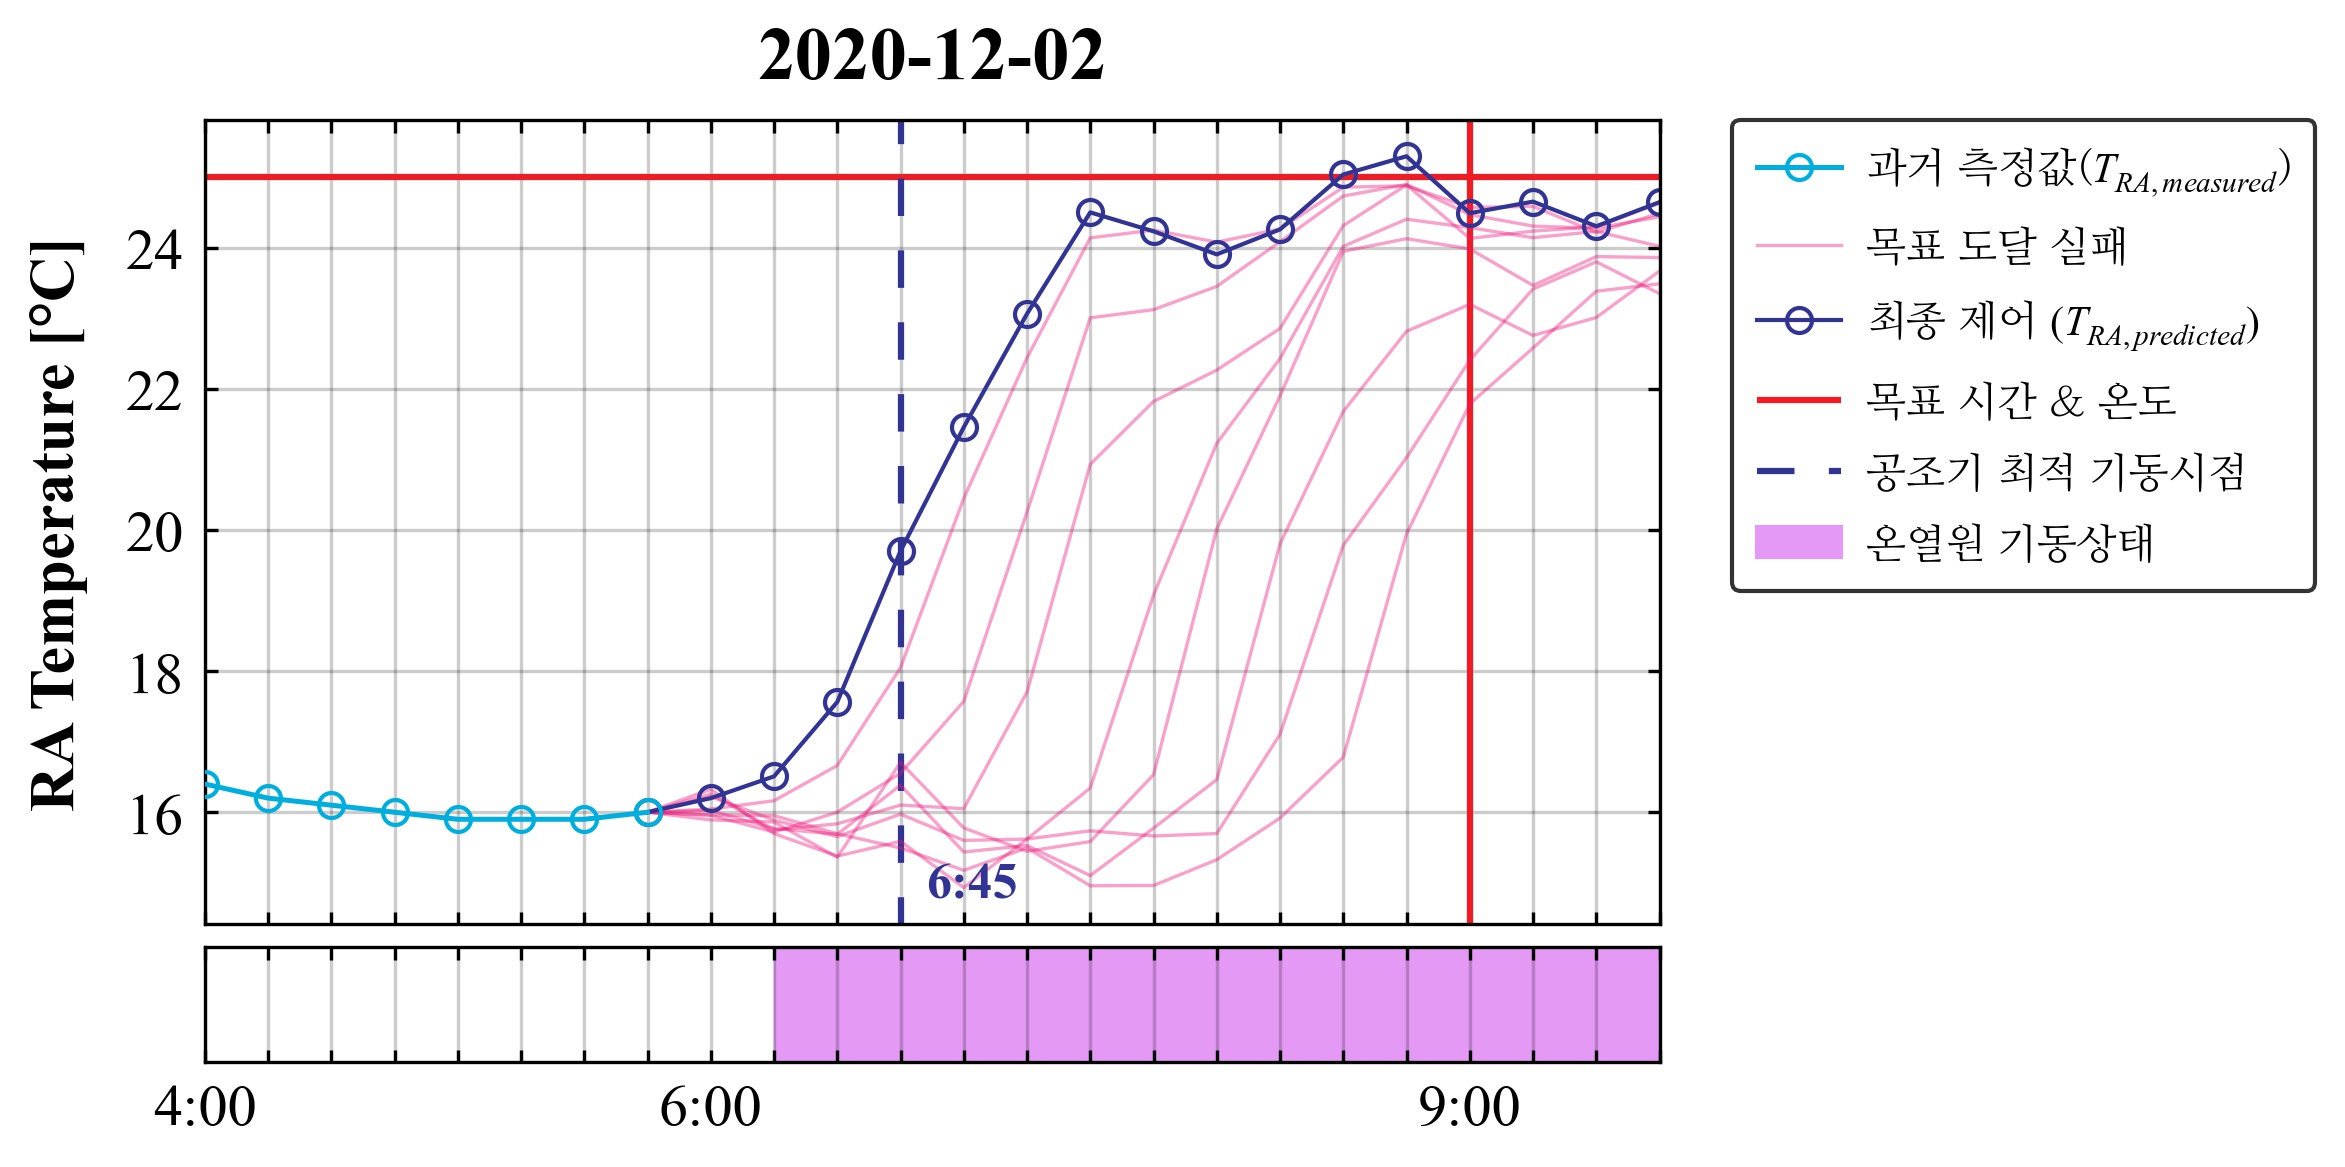 2020-12-02
RA Temperature [°C]
24
22
20
18
16
6:45
4:00
6:00
9:00
과거 측정값(T_RA,measured)
목표 도달 실패
최종 제어 (T_RA,predicted)
목표 시간 & 온도
공조기 최적 기동시점
온열원 기동상태